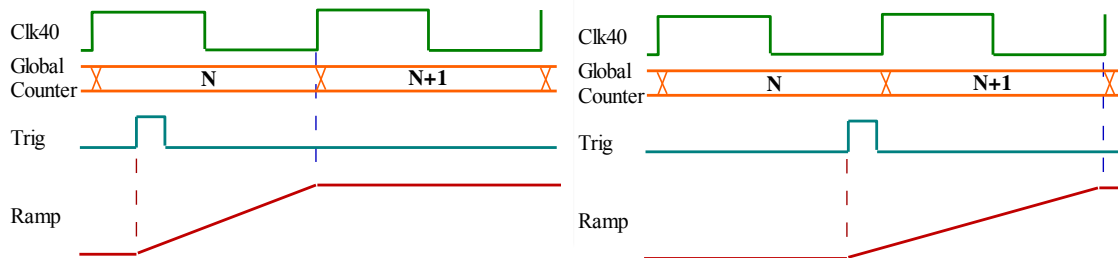 Clk40
Global
Counter
N
N+1
Trig
Ramp
Clk40
Global
Counter
N
N+1
Trig
Ramp